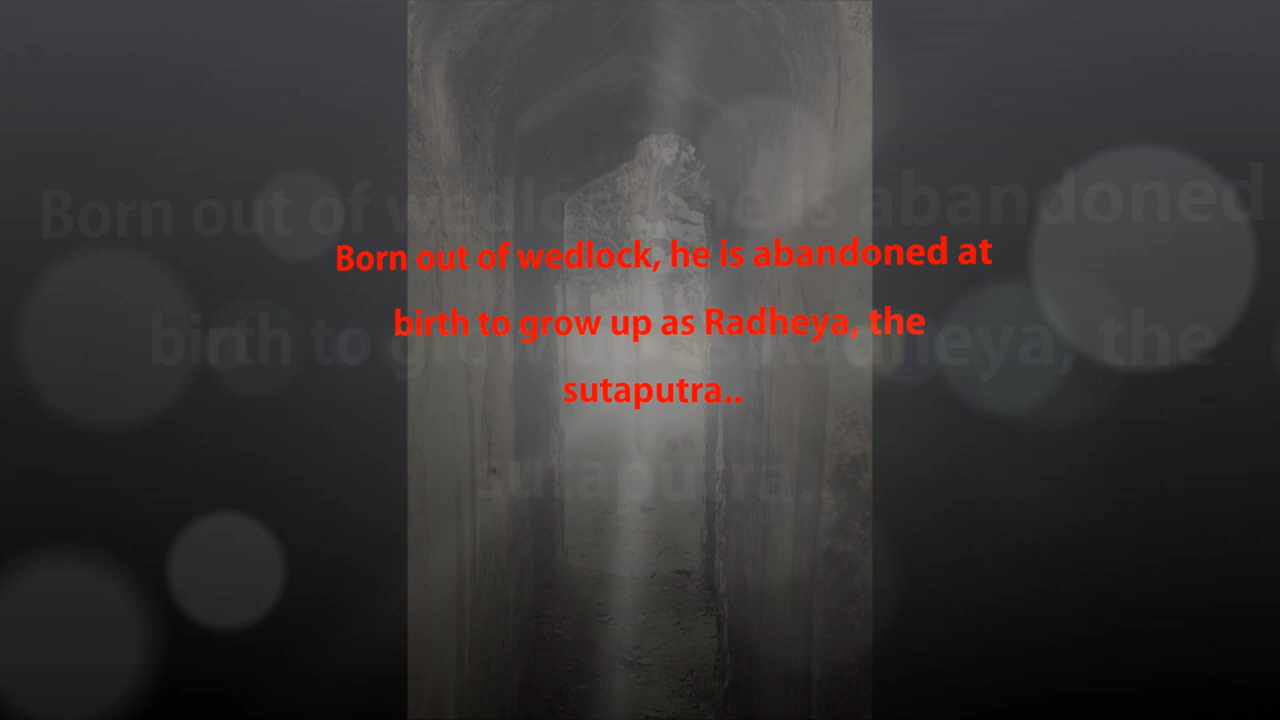 Born out of wedlock, he is abandoned at
birth to grow up as Radheya, the
sutaputra..